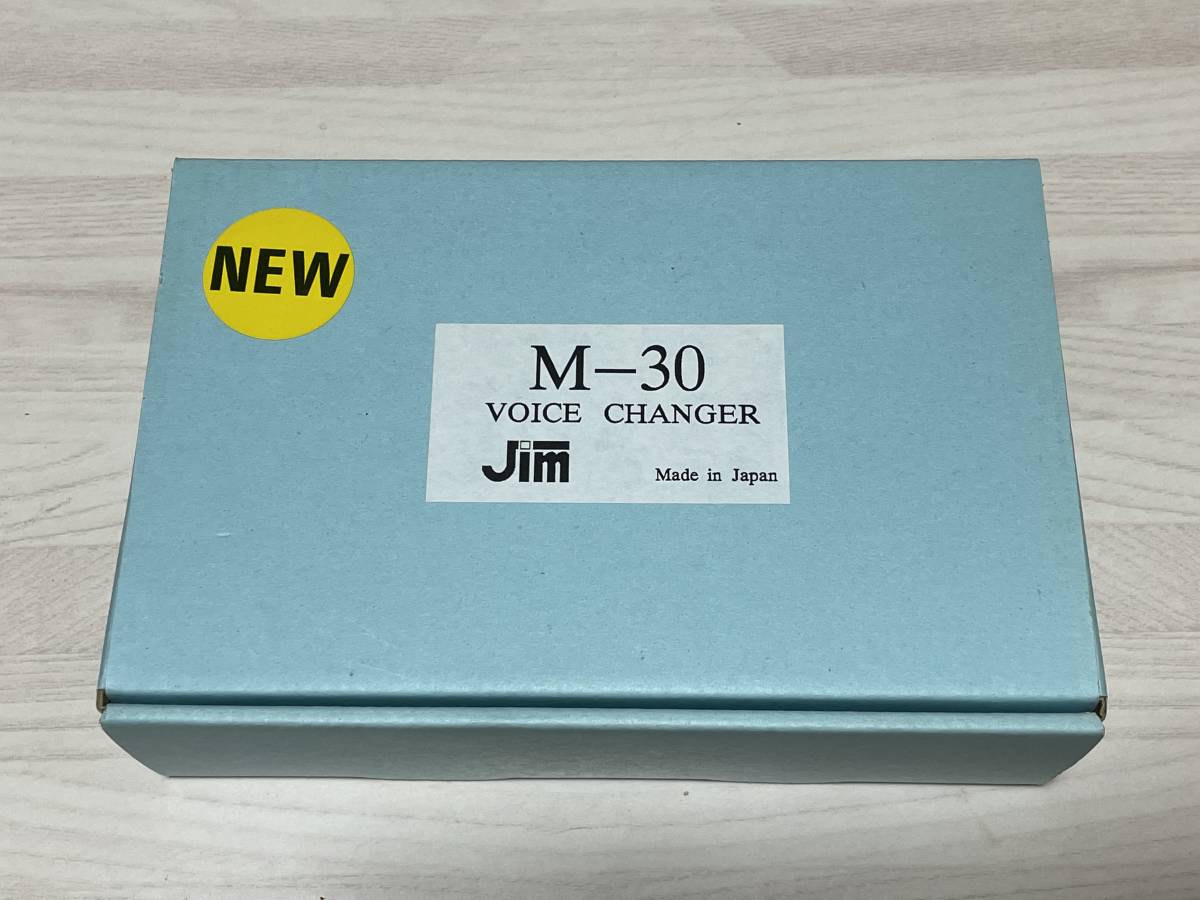 NEW
M-30
VOICE CHANGER
Jim
Made in Japan